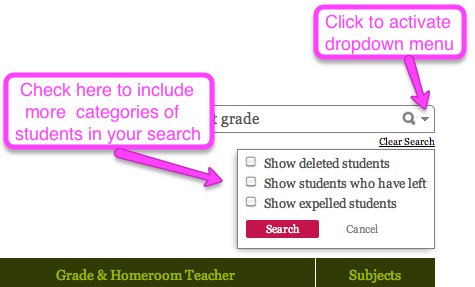 Click to activate
dropdown menu
Check here to include
more categories of
students in your search
t grade
Clear Search
Show deleted students
Show students who have left
Show expelled students
Search Cancel
Grade & Homeroom Teacher Subjects